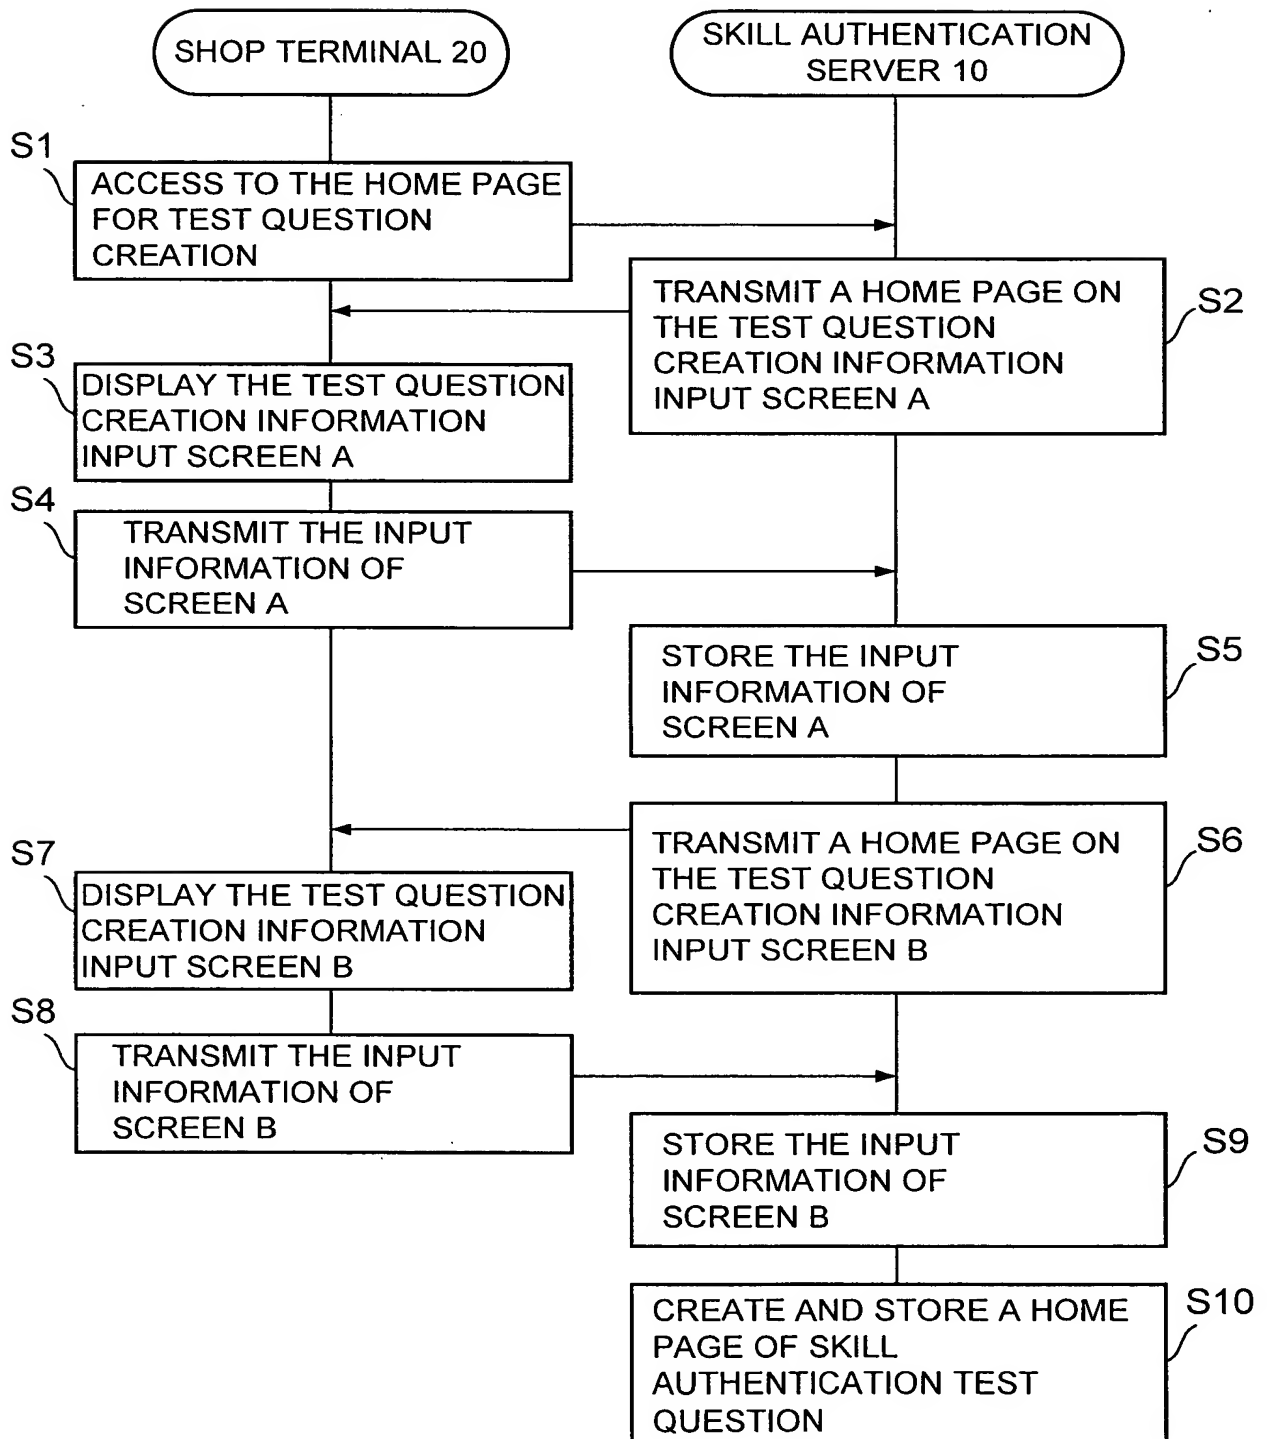 SHOP TERMINAL 20
SKILL AUTHENTICATION
SERVER 10
S1
ACCESS TO THE HOME PAGE
FOR TEST QUESTION
CREATION
TRANSMIT A HOME PAGE ON
THE TEST QUESTION
CREATION INFORMATION
INPUT SCREEN A
S2
S3
DISPLAY THE TEST QUESTION
CREATION INFORMATION
INPUT SCREEN A
S4
TRANSMIT THE INPUT
INFORMATION OF
SCREEN A
STORE THE INPUT
INFORMATION OF
SCREEN A
S5
TRANSMIT A HOME PAGE ON
THE TEST QUESTION
CREATION INFORMATION
INPUT SCREEN B
S6
S7
DISPLAY THE TEST QUESTION
CREATION INFORMATION
INPUT SCREEN B
S8
TRANSMIT THE INPUT
INFORMATION OF
SCREEN B
STORE THE INPUT
INFORMATION OF
SCREEN B
S9
CREATE AND STORE A HOME
PAGE OF SKILL
AUTHENTICATION TEST
QUESTION
S10